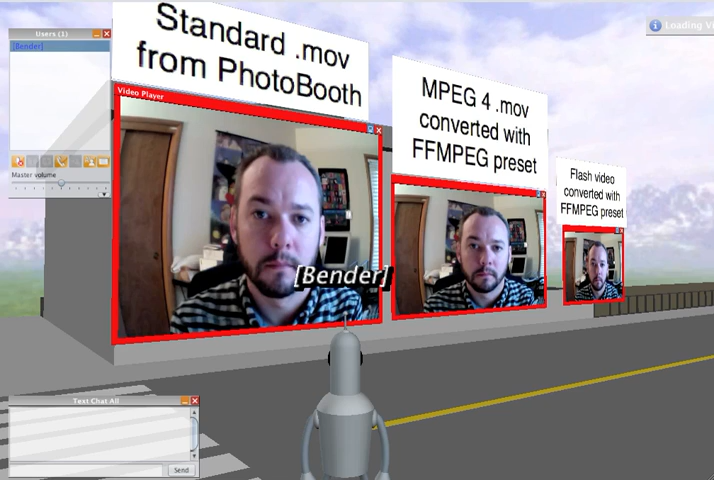 Users (1)
[Bender]
Master volume
Standard .mov
from PhotoBooth
Video Player
MPEG 4 .mov
converted with
FFMPEG preset
Flash video
converted with
FFMPEG preset
Loading
[Bender]
Text Chat All
Send